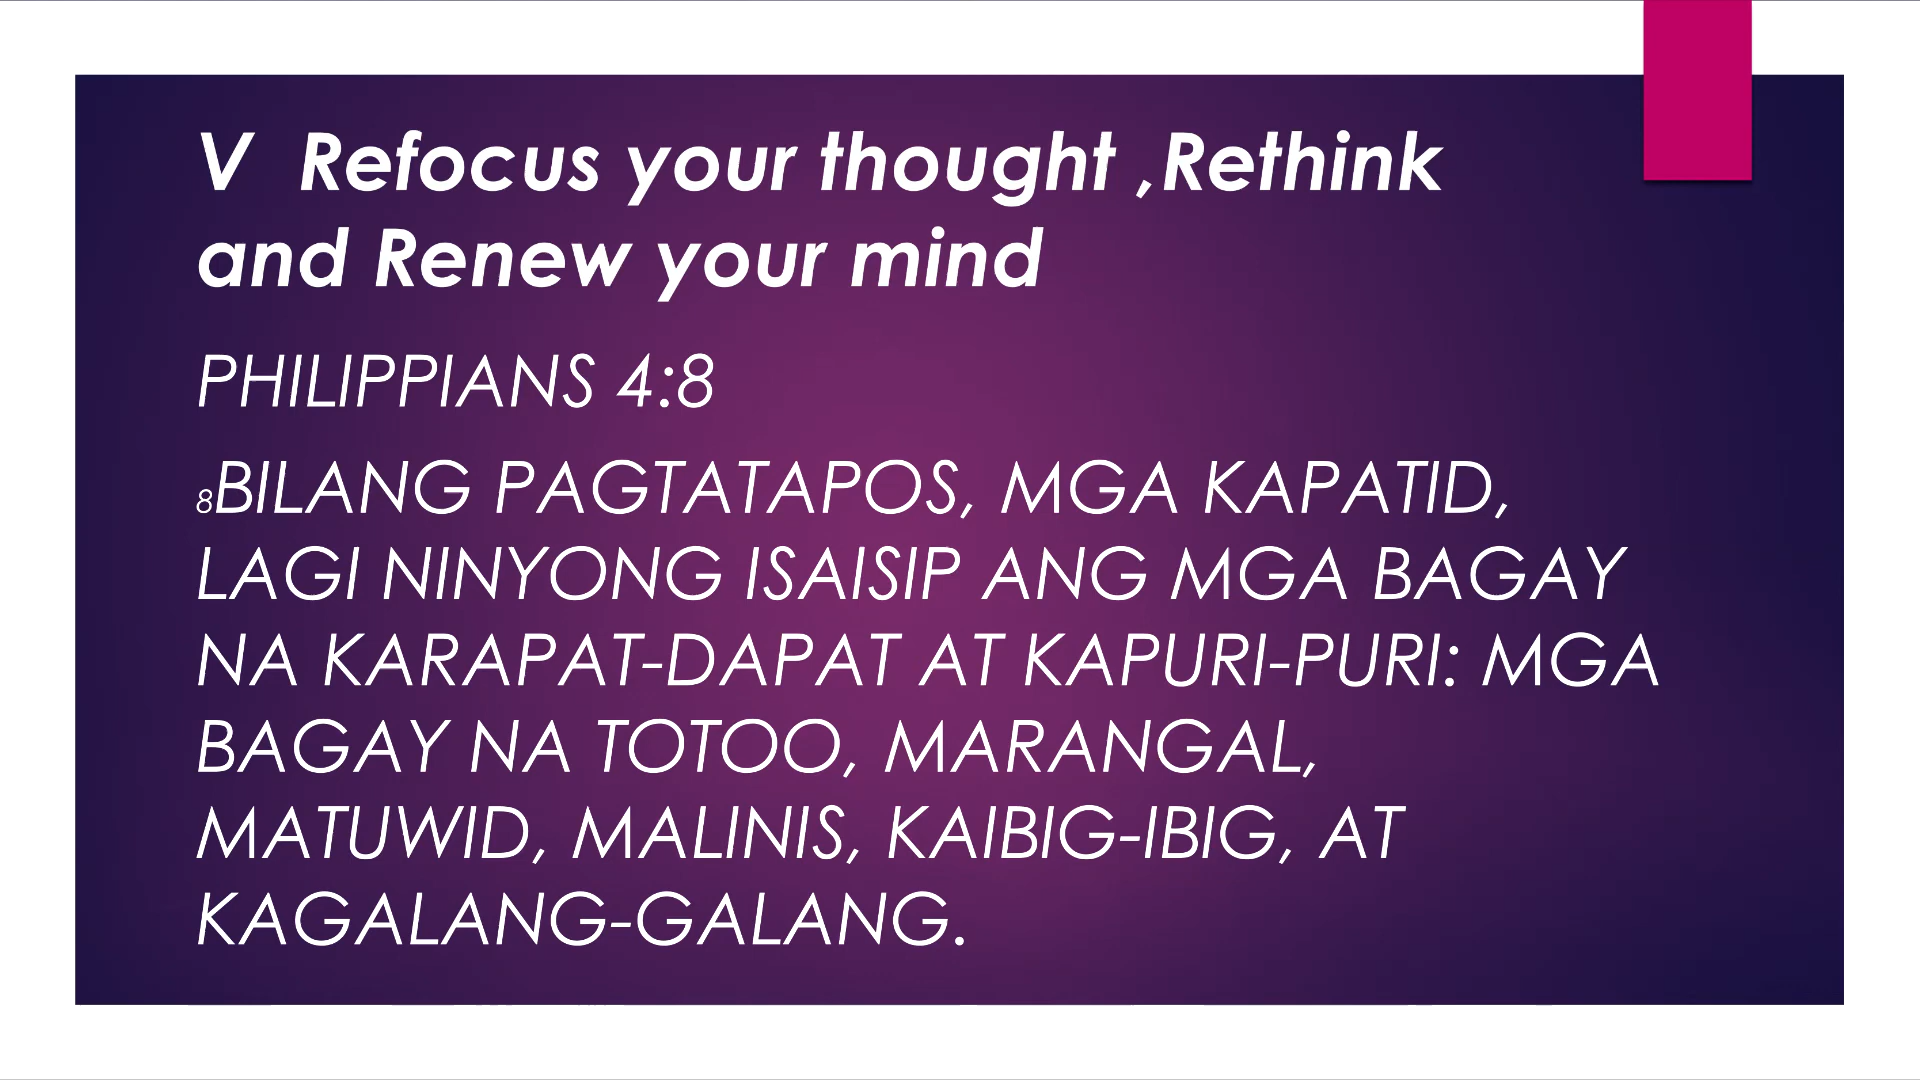 V Refocus your thought ,Rethink
and Renew your mind
PHILIPPIANS 4:8
8BILANG PAGTATAPOS, MGA KAPATID,
LAGI NINYONG ISAISIP ANG MGA BAGAY
NA KARAPAT-DAPAT AT KAPURI-PURI: MGA
BAGAY NA TOTOO, MARANGAL,
MATUWID, MALINIS, KAIBIG-IBIG, AT
KAGALANG-GALANG.